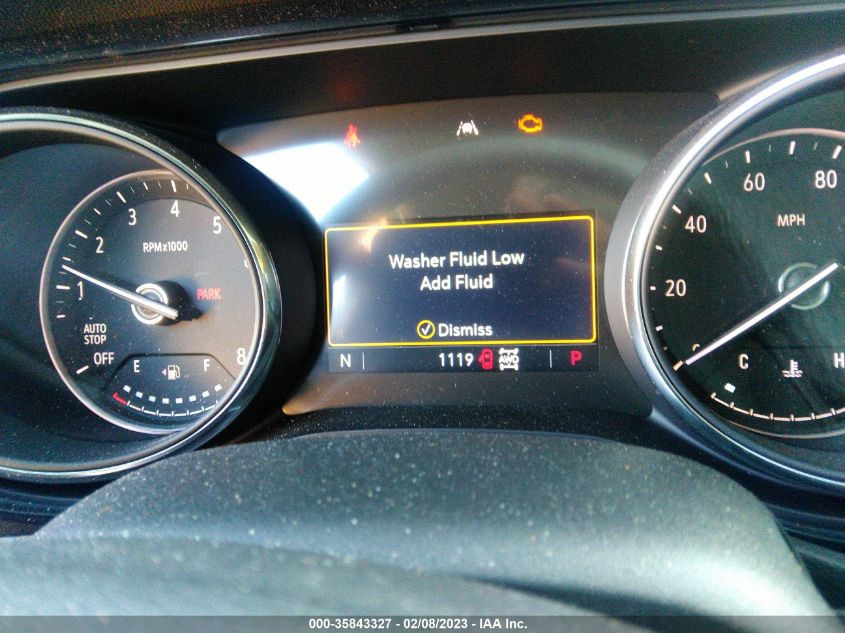 RPMx1000
1
2
3
4
5
8
PARK
AUTO
STOP
OFF
E F
Washer Fluid Low
Add Fluid
Dismiss
N 1119 AWD P
20
40
60
80
MPH
C H
000-35843327 - 02/08/2023 - IAA Inc.